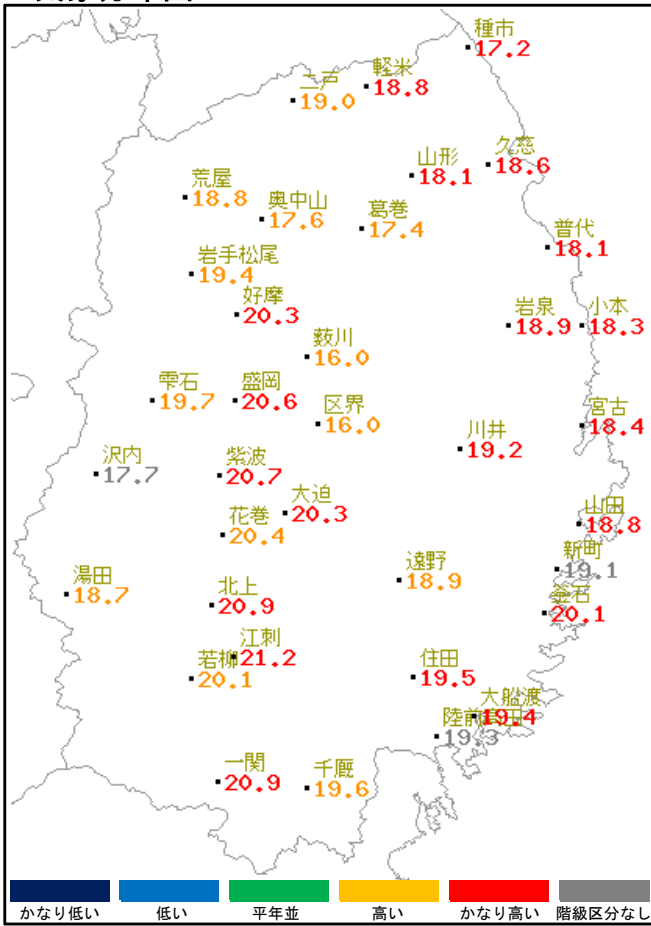 種市
17.2
二戸
19.0
軽米
18.8
山形
18.1
久慈
18.6
荒屋
18.8
奥中山
17.6
葛巻
17.4
普代
18.1
岩手松尾
19.4
好摩
20.3
岩泉
18.9
小本
18.3
薮川
16.0
雫石
19.7
盛岡
20.6
区界
16.0
宮古
18.4
川井
19.2
沢内
17.7
紫波
20.7
大迫
20.3
山田
18.8
花巻
20.4
新町
19.1
遠野
18.9
湯田
18.7
北上
20.9
釜石
20.1
江刺
21.2
若柳
20.1
住田
19.5
大船渡
19.4
陸前高田
19.3
一関
20.9
千厩
19.6
かなり低い 低い 平年並 高い かなり高い 階級区分なし